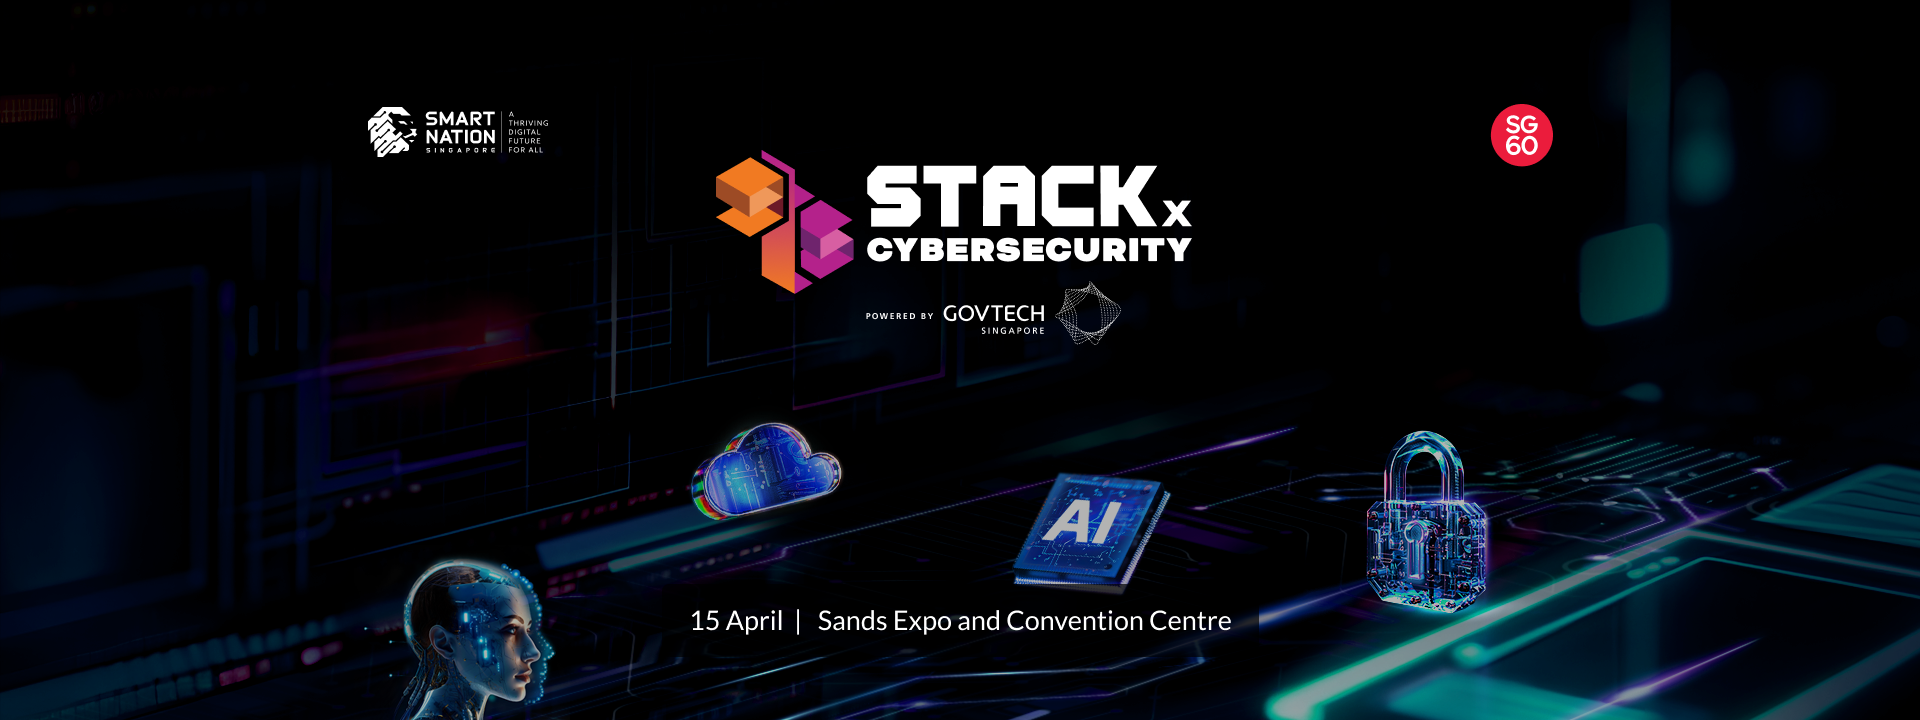 SMART
NATION
SINGAPORE
A
THRIVING
DIGITAL
FUTURE
FOR ALL
SG
60
STACK x
CYBERSECURITY
POWERED BY GOVTECH
SINGAPORE
AI
15 April | Sands Expo and Convention Centre